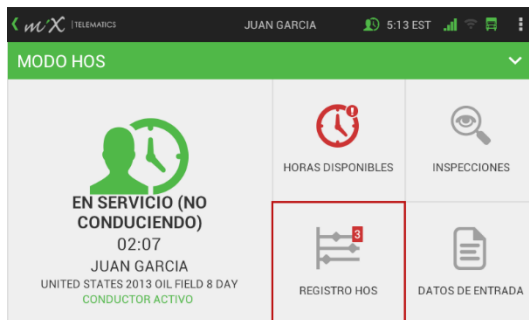 miX TELEMATICS
JUAN GARCIA
5:13 EST
MODO HOS
EN SERVICIO (NO
CONDUCIENDO)
02:07
JUAN GARCIA
UNITED STATES 2013 OIL FIELD 8 DAY
CONDUCTOR ACTIVO
HORAS DISPONIBLES
INSPECCIONES
3
REGISTRO HOS
DATOS DE ENTRADA